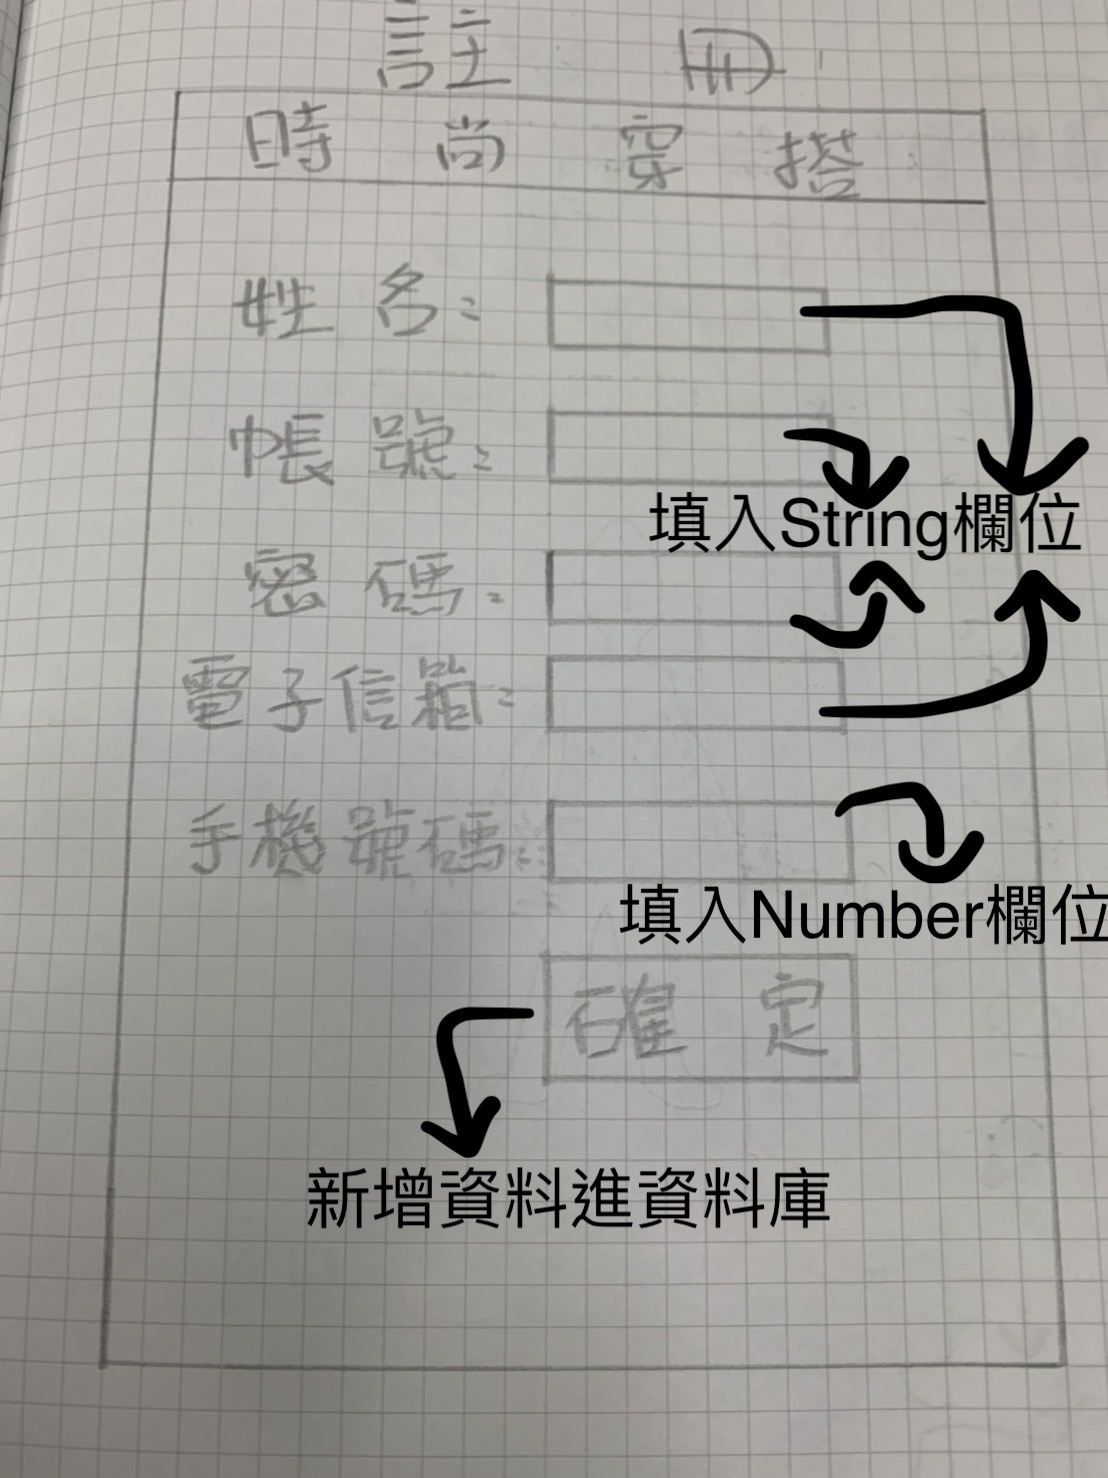 註 冊
時尚穿搭
姓名:
帳號:
填入String欄位
密碼:
電子信箱:
手機號碼:
填入Number欄位
確定
新增資料進資料庫